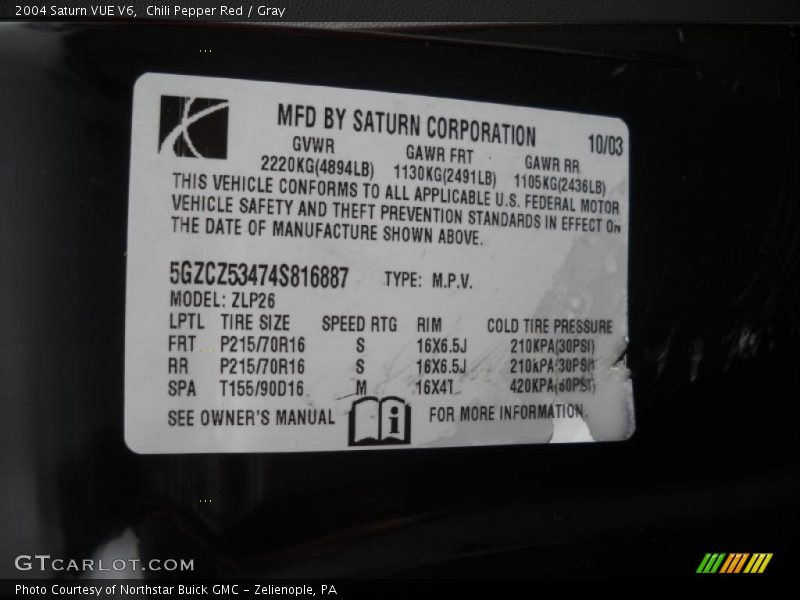 2004 Saturn VUE V6,  Chili Pepper Red / Gray
MFD BY SATURN CORPORATION 10/03
GVWR GAWR FRT GAWR RR
2220KG(4894LB) 1130KG(2491LB) 1105KG(2436LB)
THIS VEHICLE CONFORMS TO ALL APPLICABLE U.S. FEDERAL MOTOR
VEHICLE SAFETY AND THEFT PREVENTION STANDARDS IN EFFECT ON
THE DATE OF MANUFACTURE SHOWN ABOVE.
5GZCZ53474S816887 TYPE: M.P.V.
MODEL: ZLP26
LPTL TIRE SIZE SPEED RTG RIM COLD TIRE PRESSURE
FRT P215/70R16 S 16X6.5J 210KPA(30PSI)
RR P215/70R16 S 16X6.5J 210KPA(30PSI)
SPA T155/90D16 M 16X4T 420KPA(60PSI)
SEE OWNER'S MANUAL i FOR MORE INFORMATION.
GTCARLOT.COM
Photo Courtesy of Northstar Buick GMC - Zelienople, PA